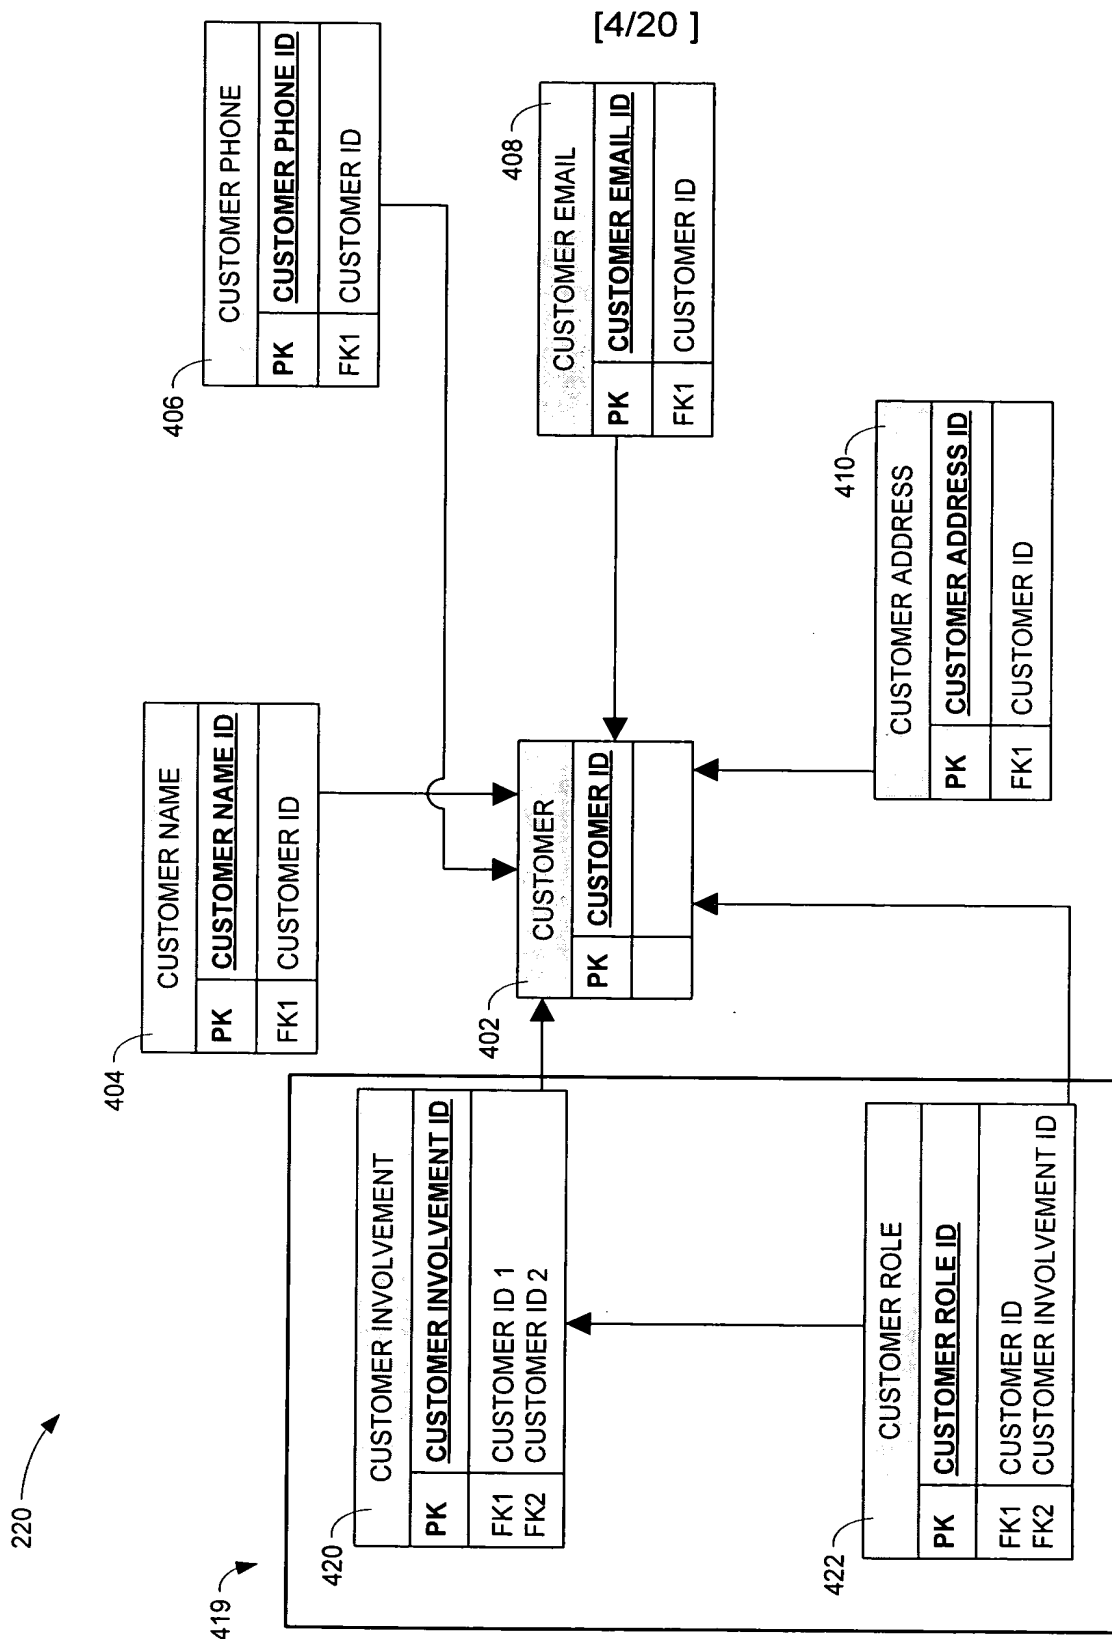 [4/20 ]
220
419
420
CUSTOMER INVOLVEMENT
PK CUSTOMER INVOLVEMENT ID
FK1 CUSTOMER ID 1
FK2 CUSTOMER ID 2
422
CUSTOMER ROLE
PK CUSTOMER ROLE ID
FK1 CUSTOMER ID
FK2 CUSTOMER INVOLVEMENT ID
404
CUSTOMER NAME
PK CUSTOMER NAME ID
FK1 CUSTOMER ID
402
CUSTOMER
PK CUSTOMER ID
406
CUSTOMER PHONE
PK CUSTOMER PHONE ID
FK1 CUSTOMER ID
408
CUSTOMER EMAIL
PK CUSTOMER EMAIL ID
FK1 CUSTOMER ID
410
CUSTOMER ADDRESS
PK CUSTOMER ADDRESS ID
FK1 CUSTOMER ID